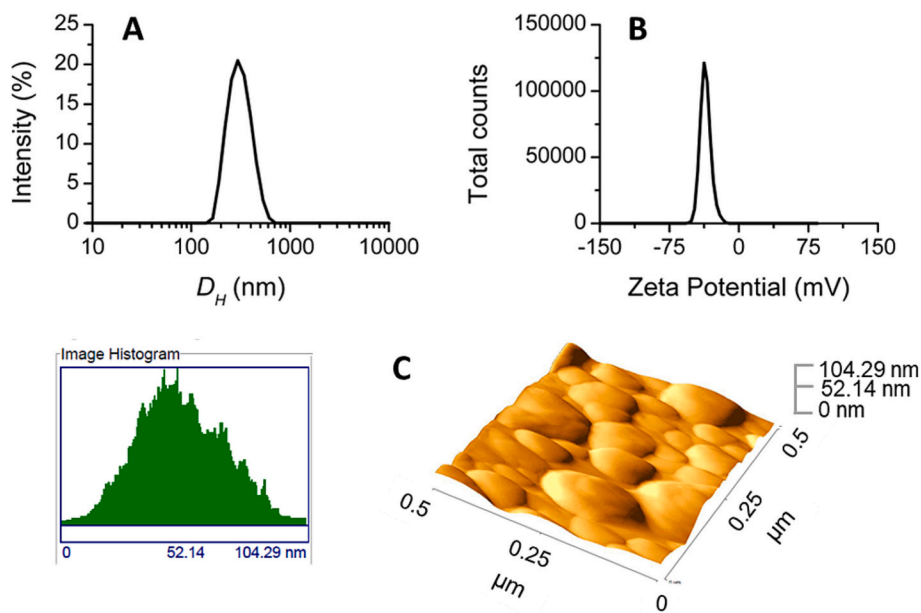 A
25
20
15
10
5
0
Intensity (%)
10 100 1000 10000
D_H (nm)
B
150000
100000
50000
0
Total counts
-150 -75 0 75 150
Zeta Potential (mV)
Image Histogram
0 52.14 104.29 nm
C
104.29 nm
52.14 nm
0 nm
0.5
0.25
0
µm
0.5
0.25
µm